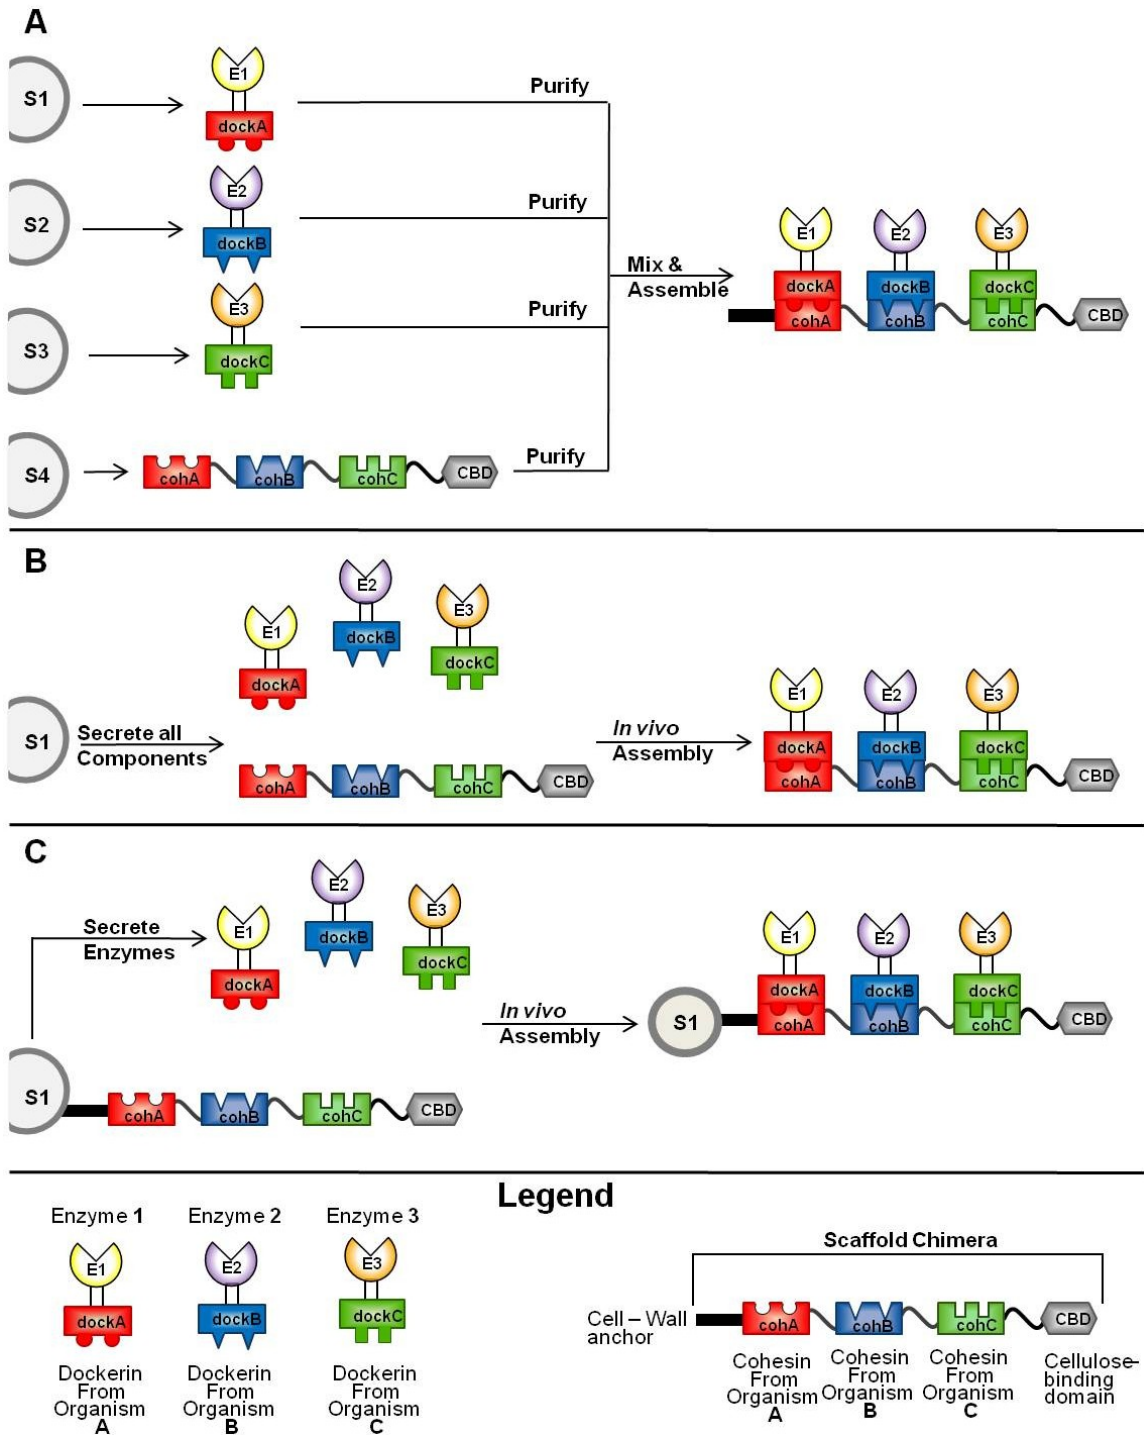 A
S1
E1
dockA
Purify
S2
E2
dockB
Purify
S3
E3
dockC
Purify
S4
cohA
cohB
cohC
CBD
Purify
Mix &
Assemble
E1
E2
E3
dockA
dockB
dockC
cohA
cohB
cohC
CBD
B
S1
Secrete all
Components
E1
dockA
E2
dockB
E3
dockC
cohA
cohB
cohC
CBD
In vivo
Assembly
E1
E2
E3
dockA
dockB
dockC
cohA
cohB
cohC
CBD
C
Secrete
Enzymes
E1
dockA
E2
dockB
E3
dockC
S1
cohA
cohB
cohC
CBD
In vivo
Assembly
S1
E1
E2
E3
dockA
dockB
dockC
cohA
cohB
cohC
CBD
Legend
Enzyme 1
E1
dockA
Dockerin
From
Organism
A
Enzyme 2
E2
dockB
Dockerin
From
Organism
B
Enzyme 3
E3
dockC
Dockerin
From
Organism
C
Scaffold Chimera
Cell – Wall
anchor
cohA
cohB
cohC
CBD
Cohesin
From
Organism
A
Cohesin
From
Organism
B
Cohesin
From
Organism
C
Cellulose–
binding
domain